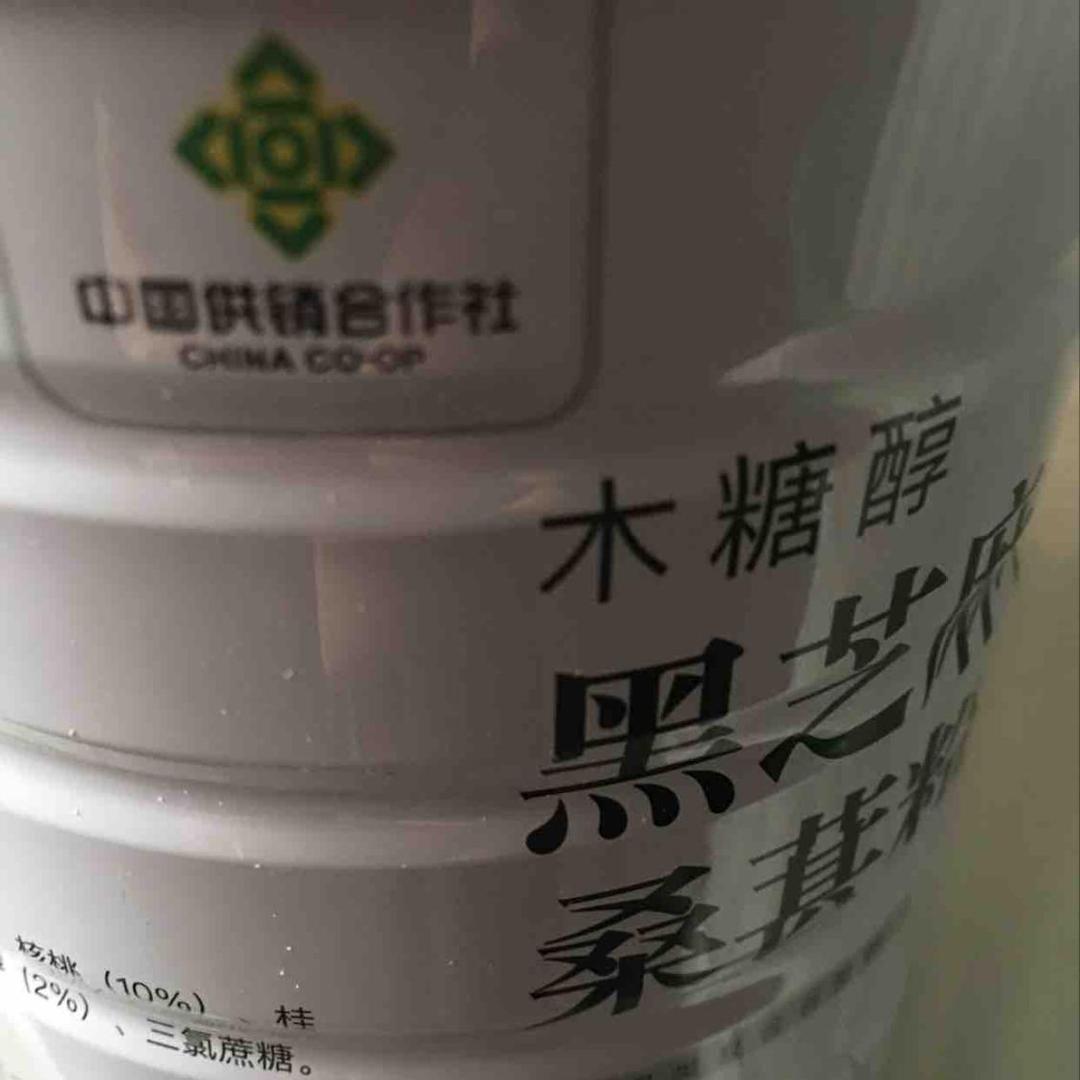 中国供销合作社
CHINA CO-OP
木糖醇
黑芝麻
桑葚粉
核桃（10%）、桂
（2%）、三氯蔗糖。